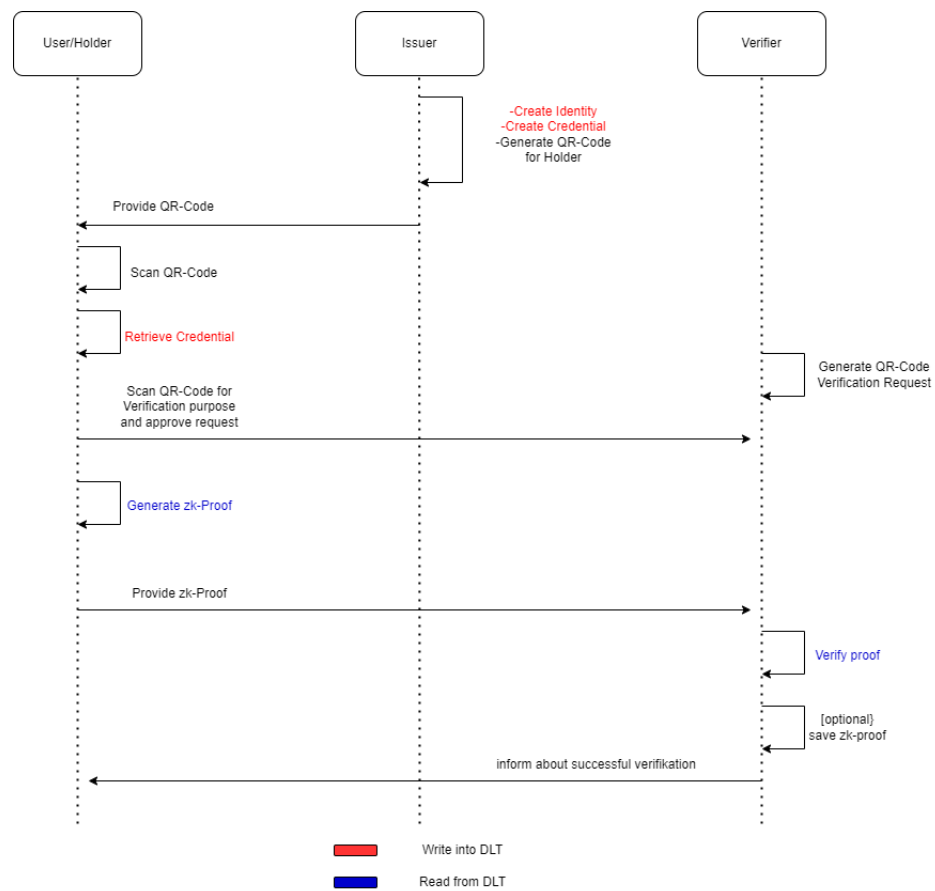 User/Holder
Issuer
Verifier
-Create Identity
-Create Credential
-Generate QR-Code
for Holder
Provide QR-Code
Scan QR-Code
Retrieve Credential
Generate QR-Code
Verification Request
Scan QR-Code for
Verification purpose
and approve request
Generate zk-Proof
Provide zk-Proof
Verify proof
[optional}
save zk-proof
inform about successful verifikation
Write into DLT
Read from DLT